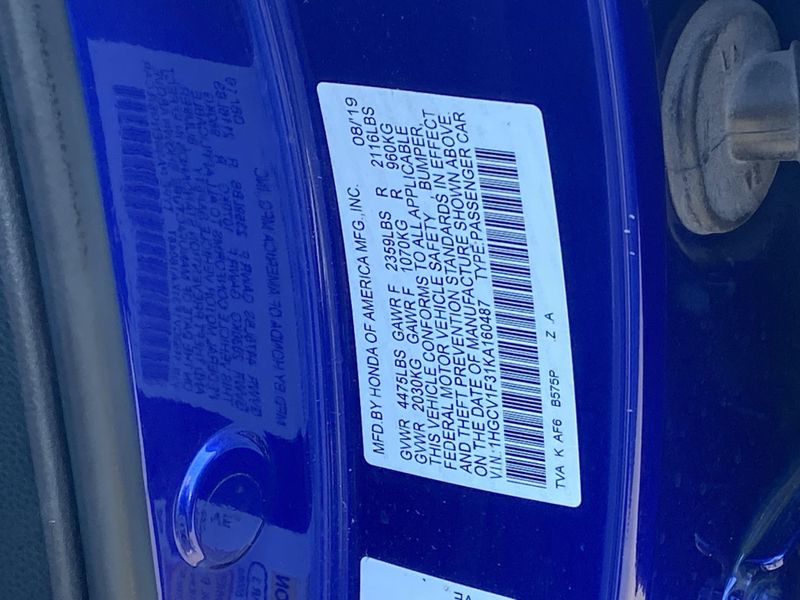 MFD.BY HONDA OF AMERICA MFG.,INC. 08/19
GVWR 4475LBS GAWR F 2359LBS R 2116LBS
GVWR 2030KG GAWR F 1070KG R 960KG
THIS VEHICLE CONFORMS TO ALL APPLICABLE
FEDERAL MOTOR VEHICLE SAFETY, BUMPER,
AND THEFT PREVENTION STANDARDS IN EFFECT
ON THE DATE OF MANUFACTURE SHOWN ABOVE
VIN:1HGCV1F31KA160487 TYPE:PASSENGER CAR
TVA K AF6 B575P Z A